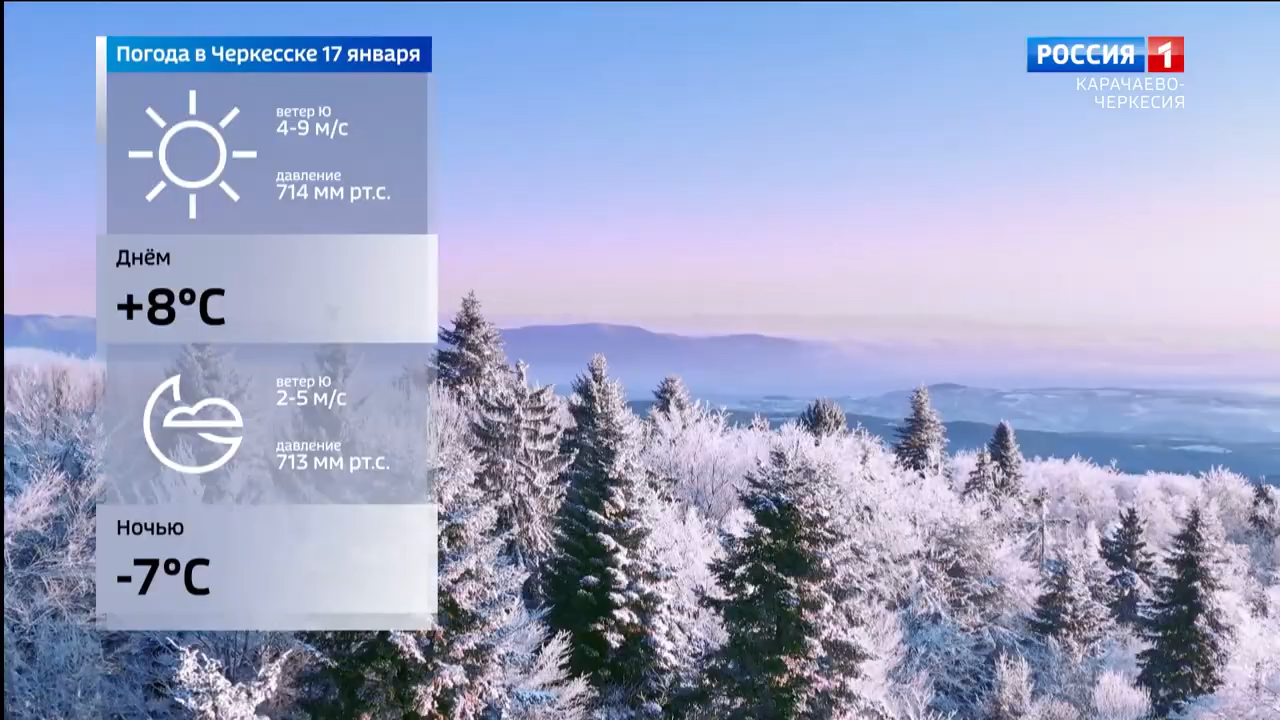 Погода в Черкесске 17 января
ветер Ю
4-9 м/с
давление
714 мм рт.с.
Днём
+8°C
ветер Ю
2-5 м/с
давление
713 мм рт.с.
Ночью
-7°C
РОССИЯ 1
КАРАЧАЕВО-
ЧЕРКЕСИЯ